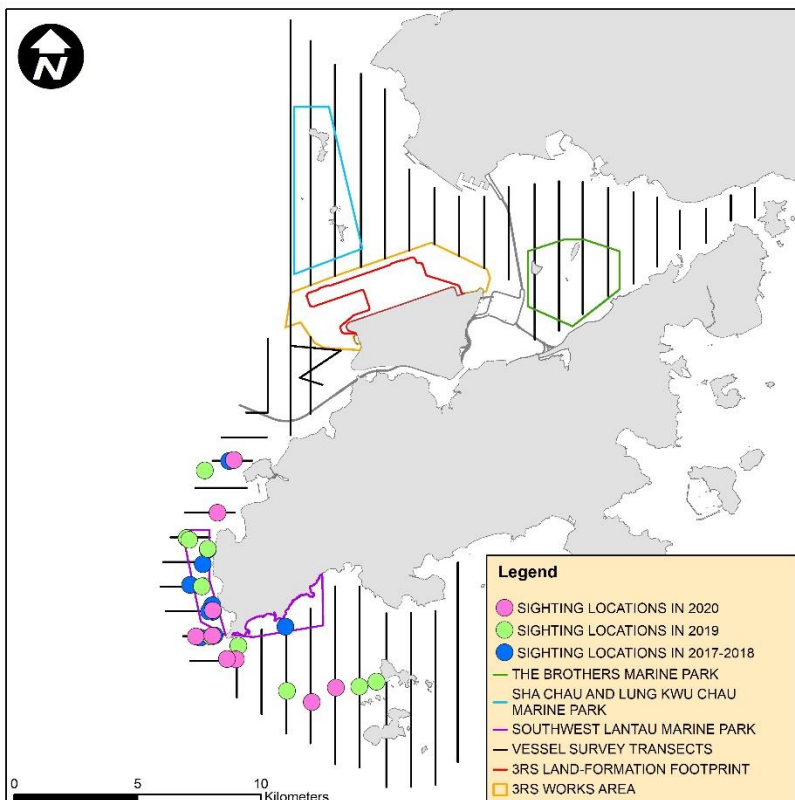 N
Legend
SIGHTING LOCATIONS IN 2020
SIGHTING LOCATIONS IN 2019
SIGHTING LOCATIONS IN 2017-2018
THE BROTHERS MARINE PARK
SHA CHAU AND LUNG KWU CHAU
MARINE PARK
SOUTHWEST LANTAU MARINE PARK
VESSEL SURVEY TRANSECTS
3RS LAND-FORMATION FOOTPRINT
3RS WORKS AREA
0 5 10
Kilometers